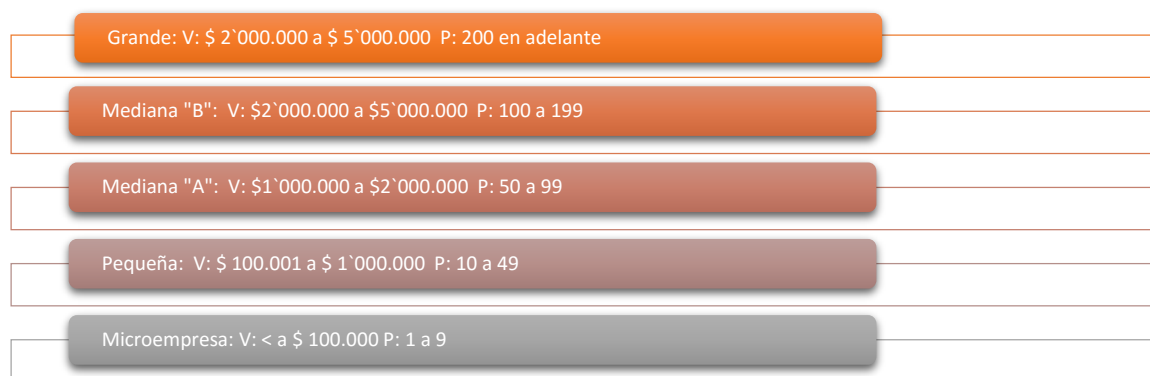 Grande: V: $ 2`000.000 a $ 5`000.000 P: 200 en adelante
Mediana "B": V: $2`000.000 a $5`000.000 P: 100 a 199
Mediana "A": V: $1`000.000 a $2`000.000 P: 50 a 99
Pequeña: V: $ 100.001 a $ 1`000.000 P: 10 a 49
Microempresa: V: < a $ 100.000 P: 1 a 9